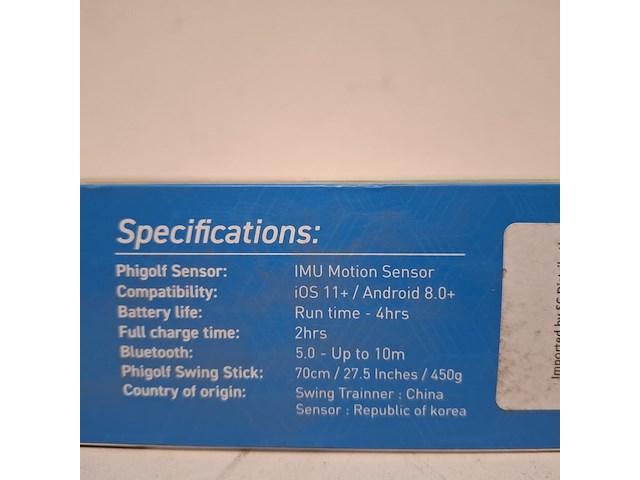 Specifications:
Phigolf Sensor: IMU Motion Sensor
Compatibility: iOS 11+ / Android 8.0+
Battery life: Run time - 4hrs
Full charge time: 2hrs
Bluetooth: 5.0 - Up to 10m
Phigolf Swing Stick: 70cm / 27.5 Inches / 450g
Country of origin: Swing Trainner : China
Sensor : Republic of korea
Imported by